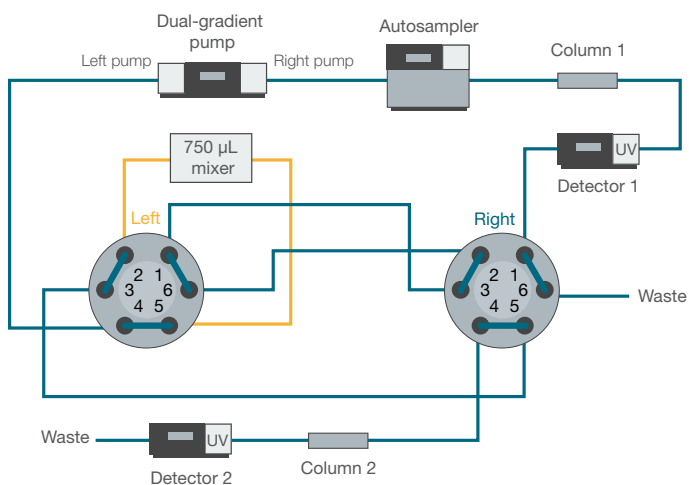 Dual-gradient
pump
Autosampler
Left pump
Right pump
Column 1
UV
Detector 1
750 µL
mixer
Left
Right
2 1
3 6
4 5
2 1
3 6
4 5
Waste
Waste
UV
Detector 2
Column 2